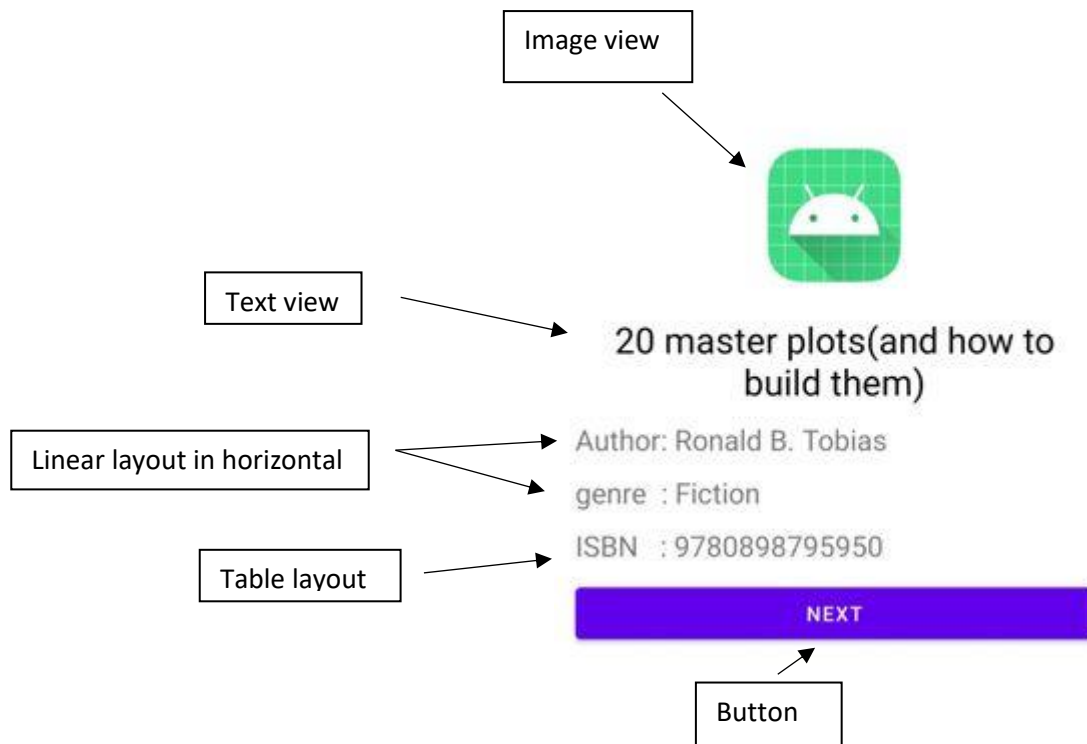 Image view
Text view
20 master plots(and how to
build them)
Linear layout in horizontal
Author: Ronald B. Tobias
genre : Fiction
ISBN : 9780898795950
Table layout
NEXT
Button